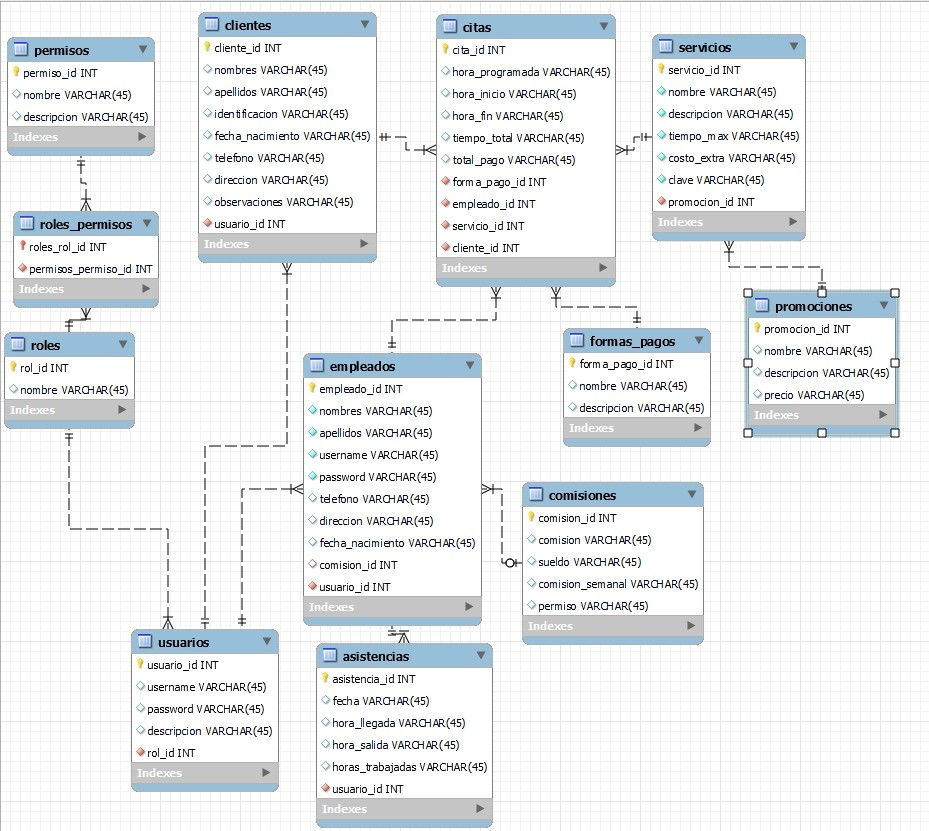 permisos
permiso_id INT
nombre VARCHAR(45)
descripcion VARCHAR(45)
Indexes
clientes
cliente_id INT
nombres VARCHAR(45)
apellidos VARCHAR(45)
identificacion VARCHAR(45)
fecha_nacimiento VARCHAR(45)
telefono VARCHAR(45)
direccion VARCHAR(45)
observaciones VARCHAR(45)
usuario_id INT
Indexes
citas
cita_id INT
hora_programada VARCHAR(45)
hora_inicio VARCHAR(45)
hora_fin VARCHAR(45)
tiempo_total VARCHAR(45)
total_pago VARCHAR(45)
forma_pago_id INT
empleado_id INT
servicio_id INT
cliente_id INT
Indexes
servicios
servicio_id INT
nombre VARCHAR(45)
descripcion VARCHAR(45)
tiempo_max VARCHAR(45)
costo_extra VARCHAR(45)
clave VARCHAR(45)
promocion_id INT
Indexes
roles_permisos
roles_rol_id INT
permisos_permiso_id INT
Indexes
roles
rol_id INT
nombre VARCHAR(45)
Indexes
empleados
empleado_id INT
nombres VARCHAR(45)
apellidos VARCHAR(45)
username VARCHAR(45)
password VARCHAR(45)
telefono VARCHAR(45)
direccion VARCHAR(45)
fecha_nacimiento VARCHAR(45)
comision_id INT
usuario_id INT
Indexes
formas_pagos
forma_pago_id INT
nombre VARCHAR(45)
descripcion VARCHAR(45)
Indexes
promociones
promocion_id INT
nombre VARCHAR(45)
descripcion VARCHAR(45)
precio VARCHAR(45)
Indexes
comisiones
comision_id INT
comision VARCHAR(45)
sueldo VARCHAR(45)
comision_semanal VARCHAR(45)
permiso VARCHAR(45)
Indexes
usuarios
usuario_id INT
username VARCHAR(45)
password VARCHAR(45)
descripcion VARCHAR(45)
rol_id INT
Indexes
asistencias
asistencia_id INT
fecha VARCHAR(45)
hora_llegada VARCHAR(45)
hora_salida VARCHAR(45)
horas_trabajadas VARCHAR(45)
usuario_id INT
Indexes